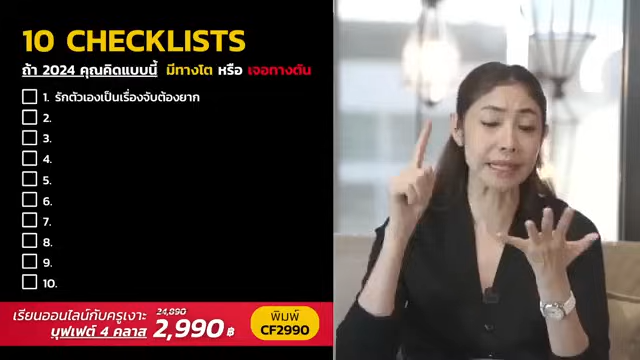 10 CHECKLISTS
ถ้า 2024 คุณคิดแบบนี้ มีทางโต หรือ เจอทางตัน
1. รักตัวเองเป็นเรื่องจับต้องยาก
2.
3.
4.
5.
6.
7.
8.
9.
10.
เรียนออนไลน์กับครูเงาะ
บุฟเฟต์ 4 คลาส
24,890
2,990 ฿
พิมพ์
CF2990